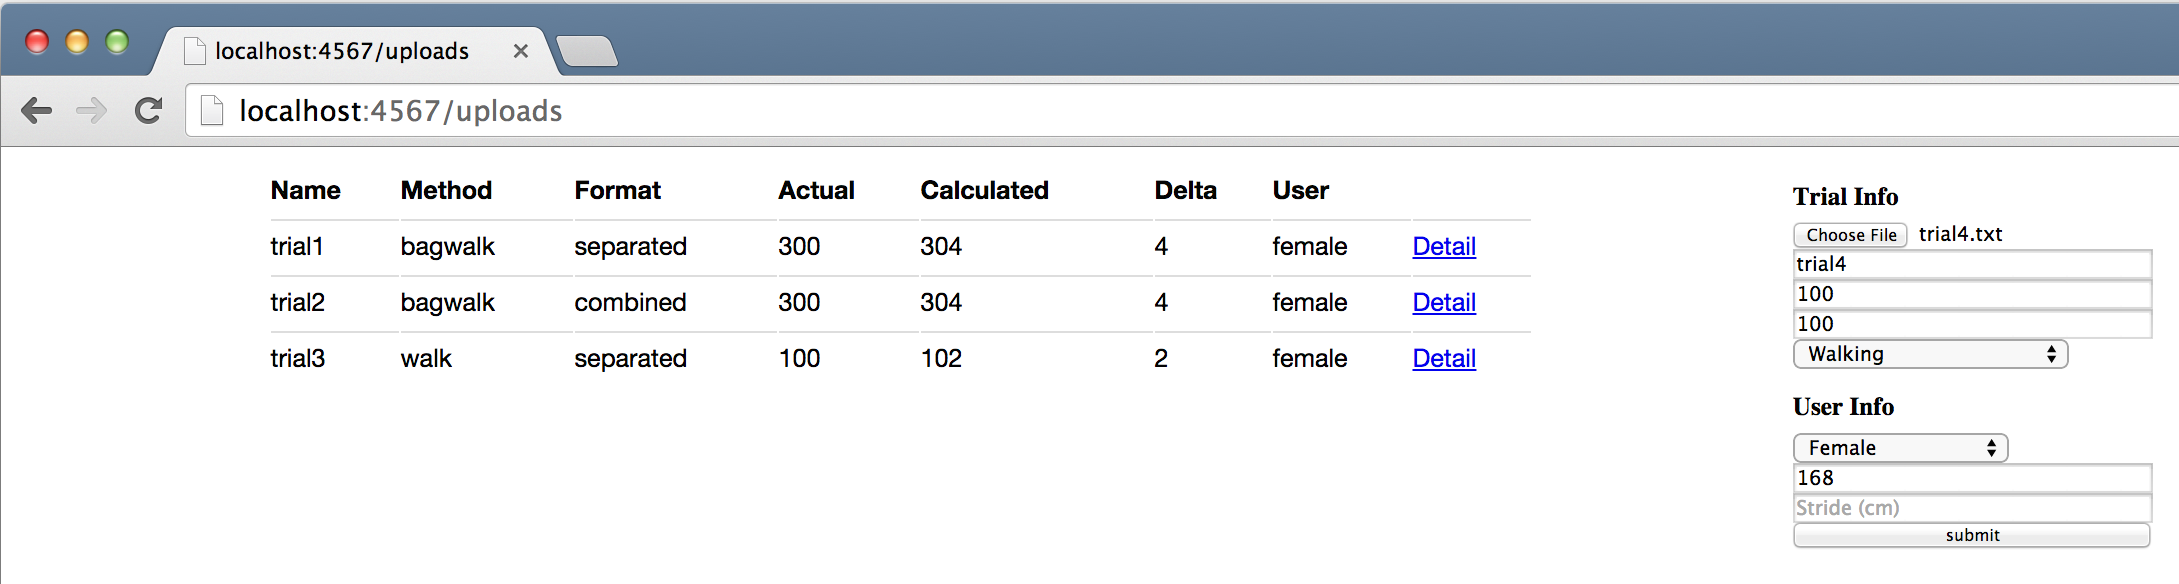 localhost:4567/uploads
localhost:4567/uploads
Name Method Format Actual Calculated Delta User
trial1 bagwalk separated 300 304 4 female Detail
trial2 bagwalk combined 300 304 4 female Detail
trial3 walk separated 100 102 2 female Detail
Trial Info
Choose File trial4.txt
trial4
100
100
Walking
User Info
Female
168
Stride (cm)
submit